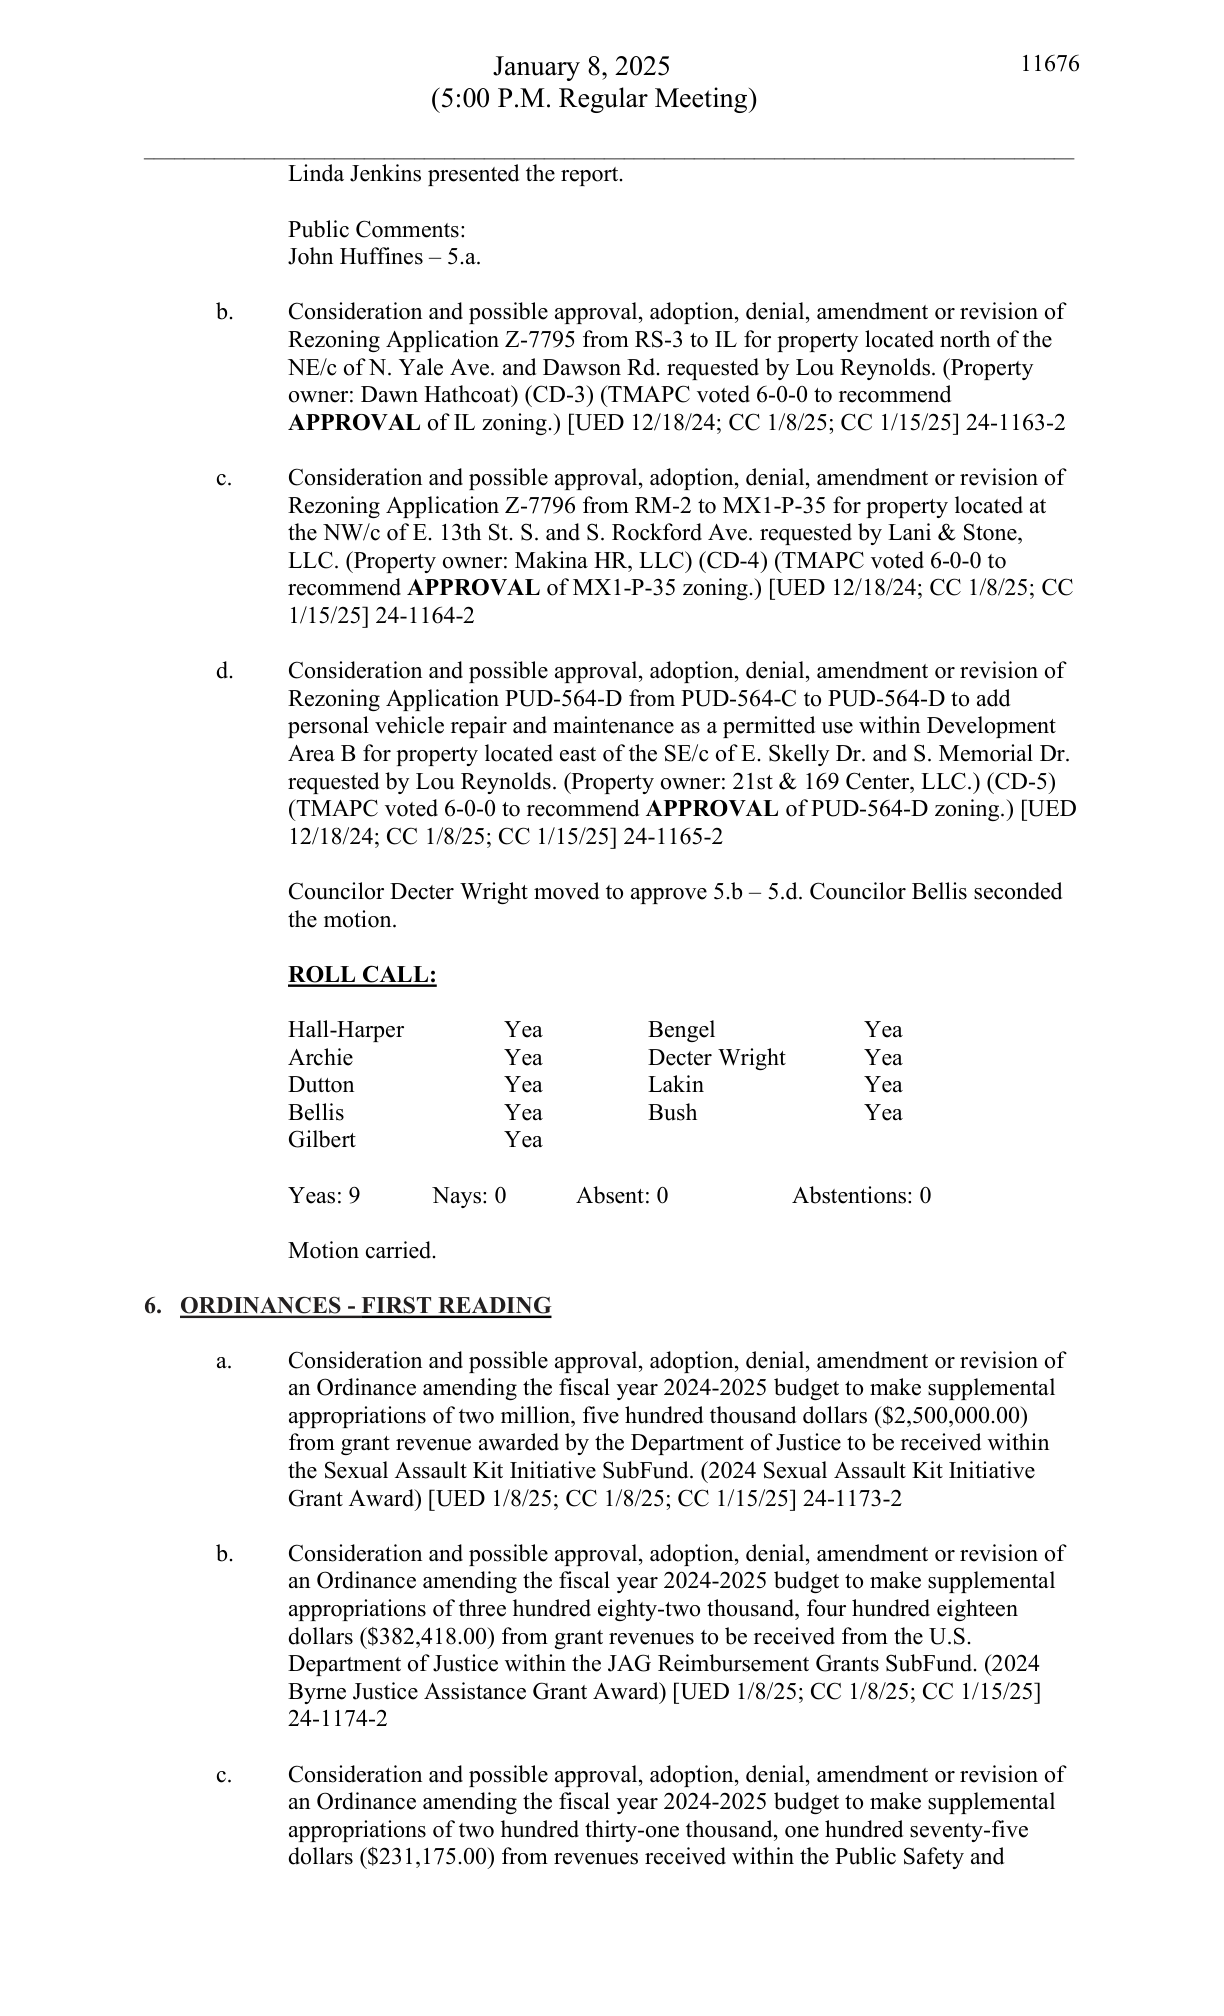 January 8, 2025
11676
(5:00 P.M. Regular Meeting)
Linda Jenkins presented the report.
Public Comments:
John Huffines – 5.a.
b. Consideration and possible approval, adoption, denial, amendment or revision of
Rezoning Application Z-7795 from RS-3 to IL for property located north of the
NE/c of N. Yale Ave. and Dawson Rd. requested by Lou Reynolds. (Property
owner: Dawn Hathcoat) (CD-3) (TMAPC voted 6-0-0 to recommend
APPROVAL of IL zoning.) [UED 12/18/24; CC 1/8/25; CC 1/15/25] 24-1163-2
c. Consideration and possible approval, adoption, denial, amendment or revision of
Rezoning Application Z-7796 from RM-2 to MX1-P-35 for property located at
the NW/c of E. 13th St. S. and S. Rockford Ave. requested by Lani & Stone,
LLC. (Property owner: Makina HR, LLC) (CD-4) (TMAPC voted 6-0-0 to
recommend APPROVAL of MX1-P-35 zoning.) [UED 12/18/24; CC 1/8/25; CC
1/15/25] 24-1164-2
d. Consideration and possible approval, adoption, denial, amendment or revision of
Rezoning Application PUD-564-D from PUD-564-C to PUD-564-D to add
personal vehicle repair and maintenance as a permitted use within Development
Area B for property located east of the SE/c of E. Skelly Dr. and S. Memorial Dr.
requested by Lou Reynolds. (Property owner: 21st & 169 Center, LLC.) (CD-5)
(TMAPC voted 6-0-0 to recommend APPROVAL of PUD-564-D zoning.) [UED
12/18/24; CC 1/8/25; CC 1/15/25] 24-1165-2
Councilor Decter Wright moved to approve 5.b – 5.d. Councilor Bellis seconded
the motion.
ROLL CALL:
Hall-Harper Yea Bengel Yea
Archie Yea Decter Wright Yea
Dutton Yea Lakin Yea
Bellis Yea Bush Yea
Gilbert Yea
Yeas: 9 Nays: 0 Absent: 0 Abstentions: 0
Motion carried.
6. ORDINANCES - FIRST READING
a. Consideration and possible approval, adoption, denial, amendment or revision of
an Ordinance amending the fiscal year 2024-2025 budget to make supplemental
appropriations of two million, five hundred thousand dollars ($2,500,000.00)
from grant revenue awarded by the Department of Justice to be received within
the Sexual Assault Kit Initiative SubFund. (2024 Sexual Assault Kit Initiative
Grant Award) [UED 1/8/25; CC 1/8/25; CC 1/15/25] 24-1173-2
b. Consideration and possible approval, adoption, denial, amendment or revision of
an Ordinance amending the fiscal year 2024-2025 budget to make supplemental
appropriations of three hundred eighty-two thousand, four hundred eighteen
dollars ($382,418.00) from grant revenues to be received from the U.S.
Department of Justice within the JAG Reimbursement Grants SubFund. (2024
Byrne Justice Assistance Grant Award) [UED 1/8/25; CC 1/8/25; CC 1/15/25]
24-1174-2
c. Consideration and possible approval, adoption, denial, amendment or revision of
an Ordinance amending the fiscal year 2024-2025 budget to make supplemental
appropriations of two hundred thirty-one thousand, one hundred seventy-five
dollars ($231,175.00) from revenues received within the Public Safety and